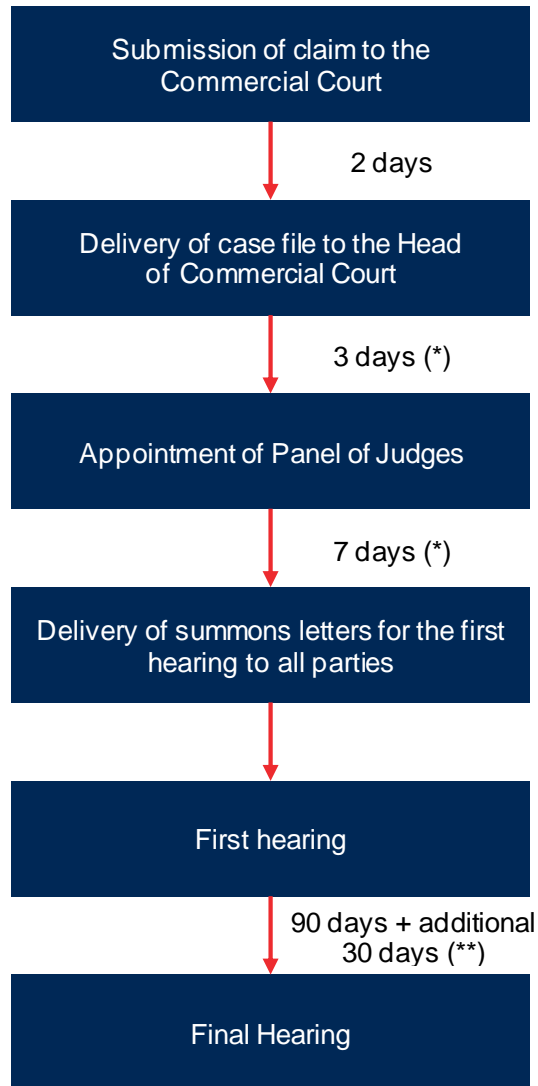 Submission of claim to the
Commercial Court
2 days
Delivery of case file to the Head
of Commercial Court
3 days (*)
Appointment of Panel of Judges
7 days (*)
Delivery of summons letters for the first
hearing to all parties
First hearing
90 days + additional
30 days (**)
Final Hearing